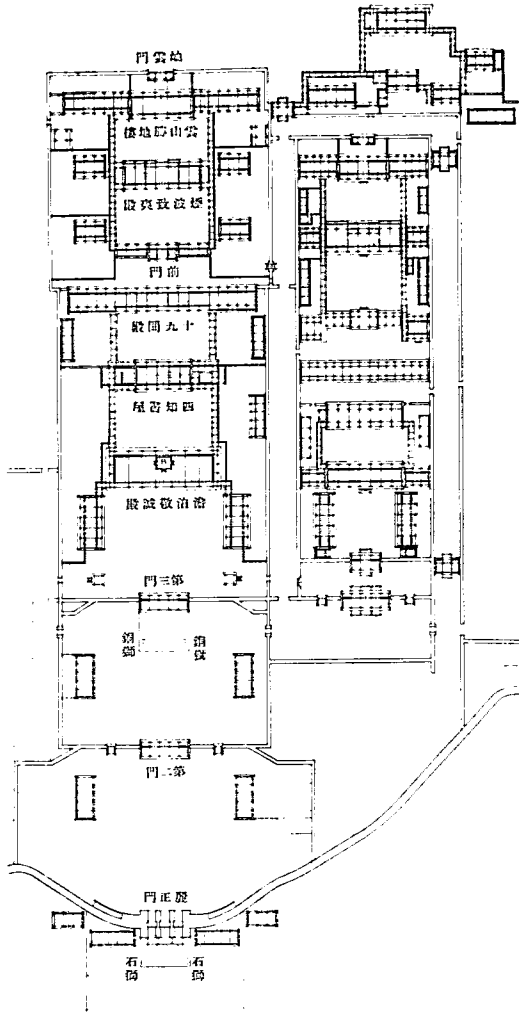 岫雲門
雲山勝地樓
煙波致爽殿
前門
十九間殿
四知書屋
澹泊敬誠殿
第三門
銅獅
銅獅
第二門
麗正門
石獅
石獅